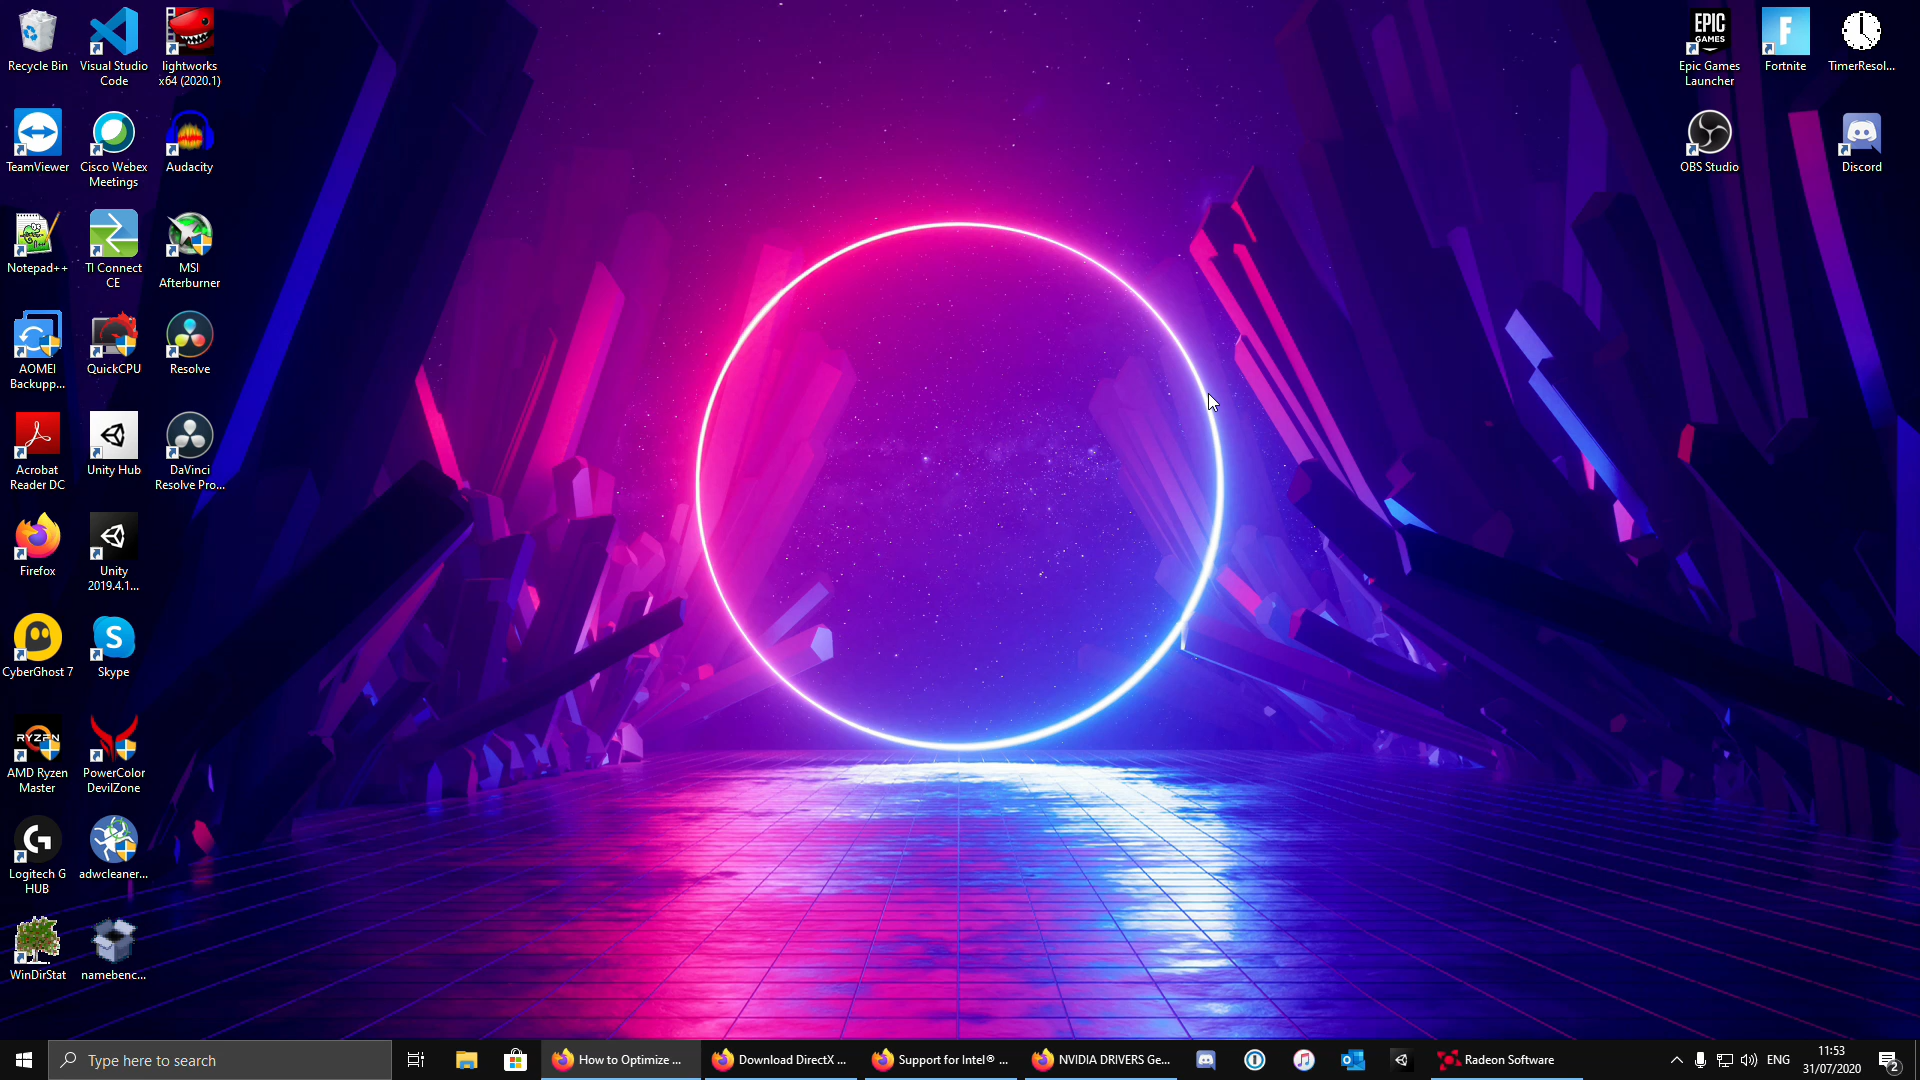 Recycle Bin
Visual Studio
Code
lightworks
x64 (2020.1)
TeamViewer
Cisco Webex
Meetings
Audacity
Notepad++
TI Connect
CE
MSI
Afterburner
AOMEI
Backupp...
QuickCPU
Resolve
Acrobat
Reader DC
Unity Hub
DaVinci
Resolve Pro...
Firefox
Unity
2019.4.1...
CyberGhost 7
S
Skype
RYZEN
AMD Ryzen
Master
PowerColor
DevilZone
G
Logitech G
HUB
adwcleaner...
WinDirStat
namebenc...
EPIC
GAMES
Epic Games
Launcher
F
Fortnite
TimerResol...
OBS Studio
Discord
Type here to search
How to Optimize ...
Download DirectX ...
Support for Intel® ...
NVIDIA DRIVERS Ge...
Radeon Software
ENG
11:53
31/07/2020
2